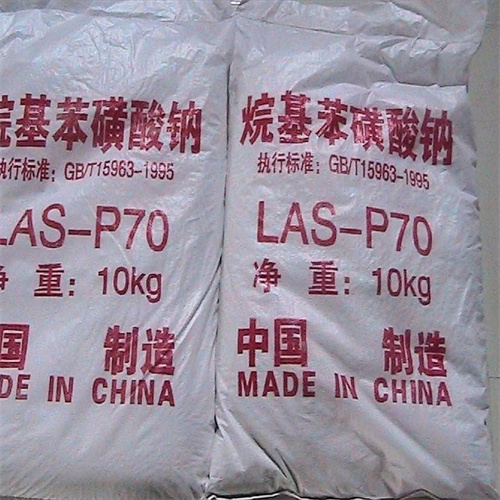 烷基苯磺酸钠
执行标准：GB/T15963-1995
LAS-P70
净 重：10kg
中国 制造
MADE IN CHINA
烷基苯磺酸钠
执行标准：GB/T15963-1995
LAS-P70
净 重：10kg
中国 制造
MADE IN CHINA